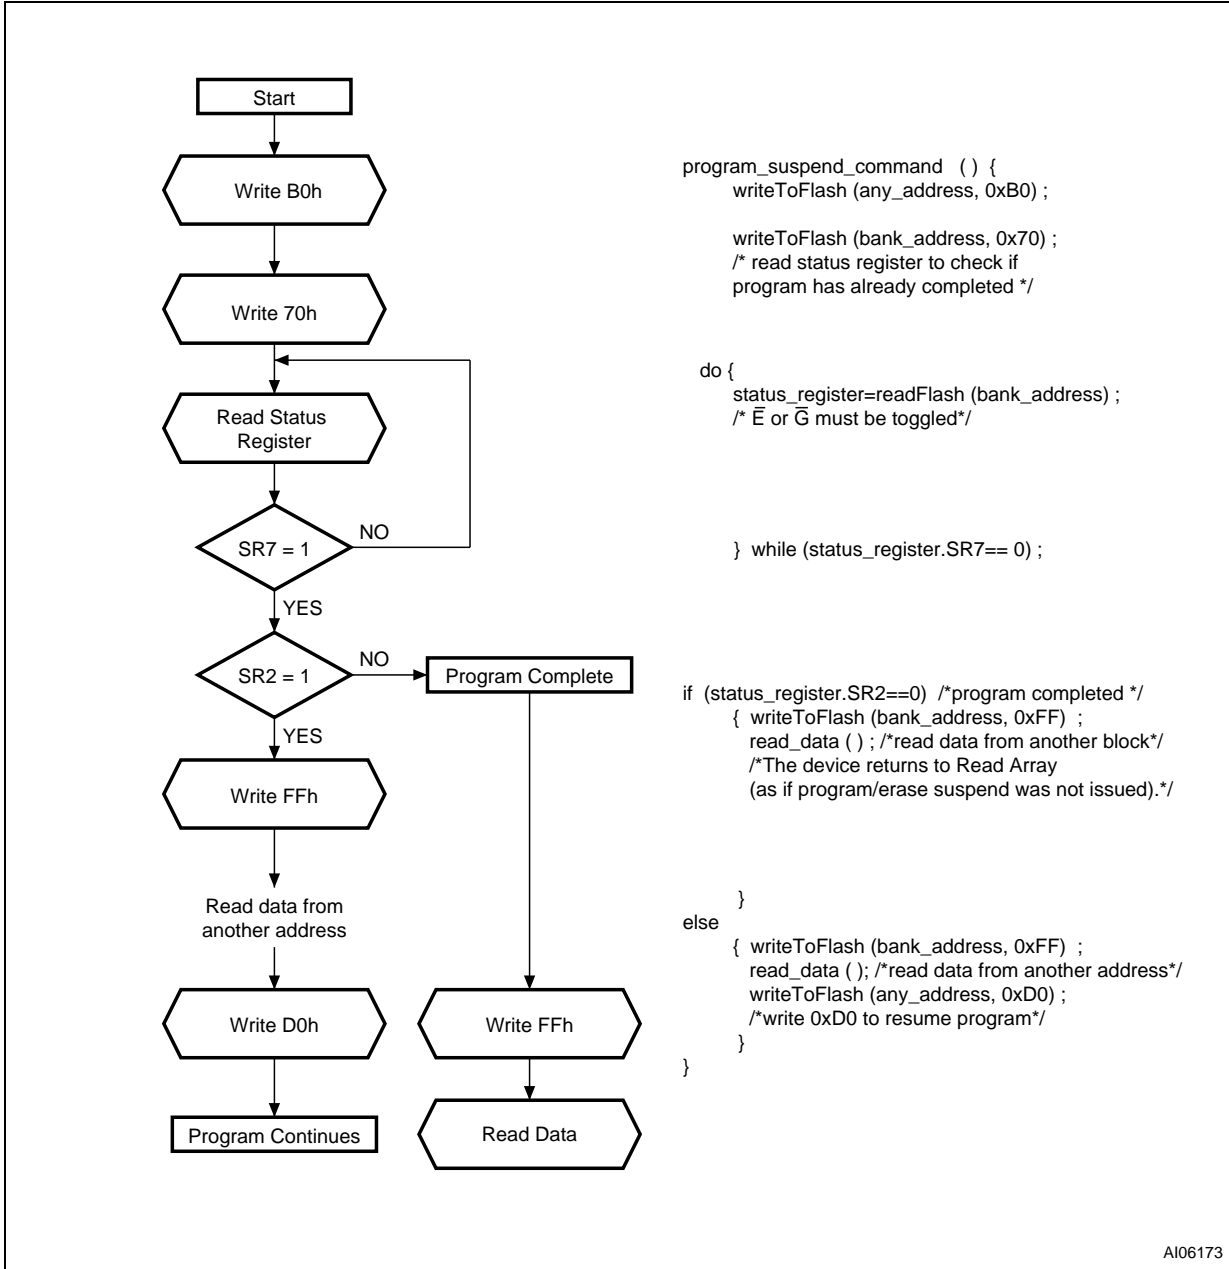 Start
Write B0h
Write 70h
Read Status
Register
SR7 = 1
NO
YES
SR2 = 1
NO
Program Complete
YES
Write FFh
Read data from
another address
Write D0h
Write FFh
Program Continues
Read Data
program_suspend_command ( ) {
writeToFlash (any_address, 0xB0) ;
writeToFlash (bank_address, 0x70) ;
/* read status register to check if
program has already completed */
do {
status_register=readFlash (bank_address) ;
/* E̅ or G̅ must be toggled*/
} while (status_register.SR7== 0) ;
if (status_register.SR2==0) /*program completed */
{ writeToFlash (bank_address, 0xFF) ;
read_data ( ) ; /*read data from another block*/
/*The device returns to Read Array
(as if program/erase suspend was not issued).*/
}
else
{ writeToFlash (bank_address, 0xFF) ;
read_data ( ); /*read data from another address*/
writeToFlash (any_address, 0xD0) ;
/*write 0xD0 to resume program*/
}
}
AI06173